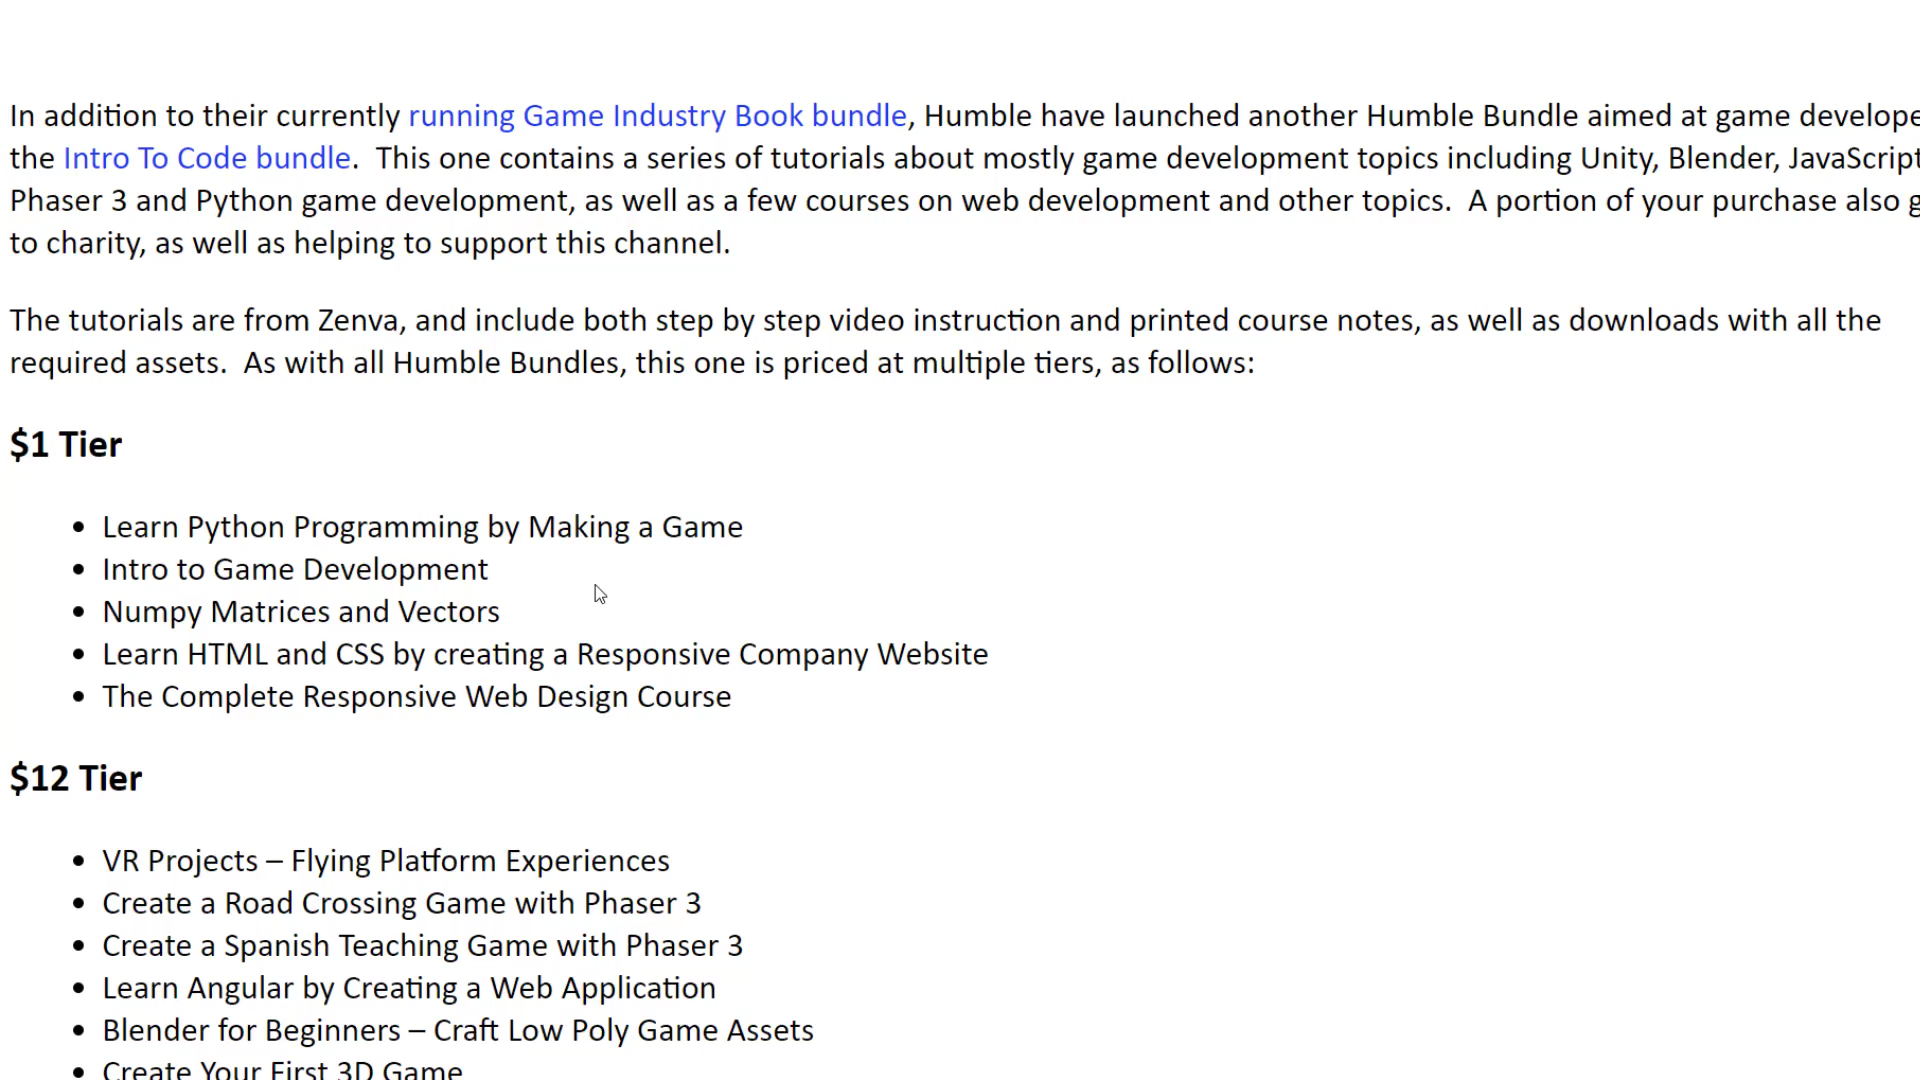 In addition to their currently running Game Industry Book bundle, Humble have launched another Humble Bundle aimed at game develope
the Intro To Code bundle.  This one contains a series of tutorials about mostly game development topics including Unity, Blender, JavaScript
Phaser 3 and Python game development, as well as a few courses on web development and other topics.  A portion of your purchase also g
to charity, as well as helping to support this channel.
The tutorials are from Zenva, and include both step by step video instruction and printed course notes, as well as downloads with all the
required assets.  As with all Humble Bundles, this one is priced at multiple tiers, as follows:
$1 Tier
• Learn Python Programming by Making a Game
• Intro to Game Development
• Numpy Matrices and Vectors
• Learn HTML and CSS by creating a Responsive Company Website
• The Complete Responsive Web Design Course
$12 Tier
• VR Projects – Flying Platform Experiences
• Create a Road Crossing Game with Phaser 3
• Create a Spanish Teaching Game with Phaser 3
• Learn Angular by Creating a Web Application
• Blender for Beginners – Craft Low Poly Game Assets
• Create Your First 3D Game